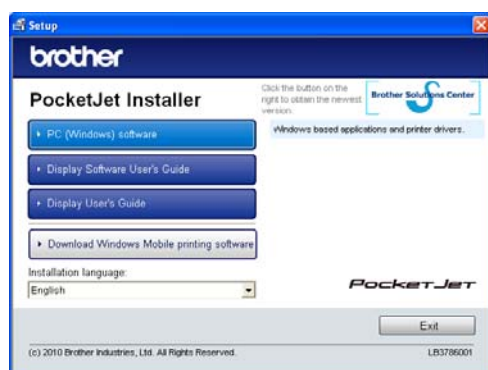 Setup
brother
PocketJet Installer
Click the button on the
right to obtain the newest
version.
Brother Solutions Center
PC (Windows) software
Windows based applications and printer drivers.
Display Software User's Guide
Display User's Guide
Download Windows Mobile printing software
Installation language:
English
PocketJet
Exit
(c) 2010 Brother Industries, Ltd. All Rights Reserved.
LB3786001